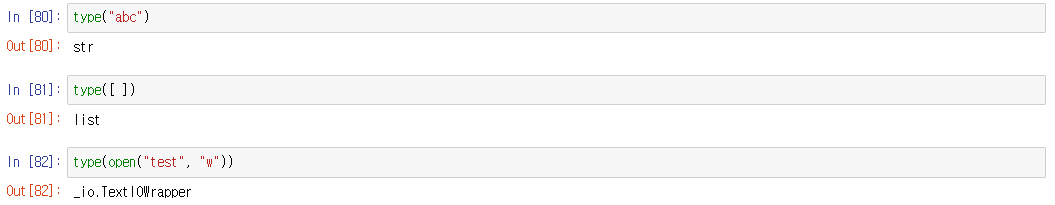 In [80]: type("abc")
Out[80]: str
In [81]: type([ ])
Out[81]: list
In [82]: type(open("test", "w"))
Out[82]: _io.TextIOWrapper